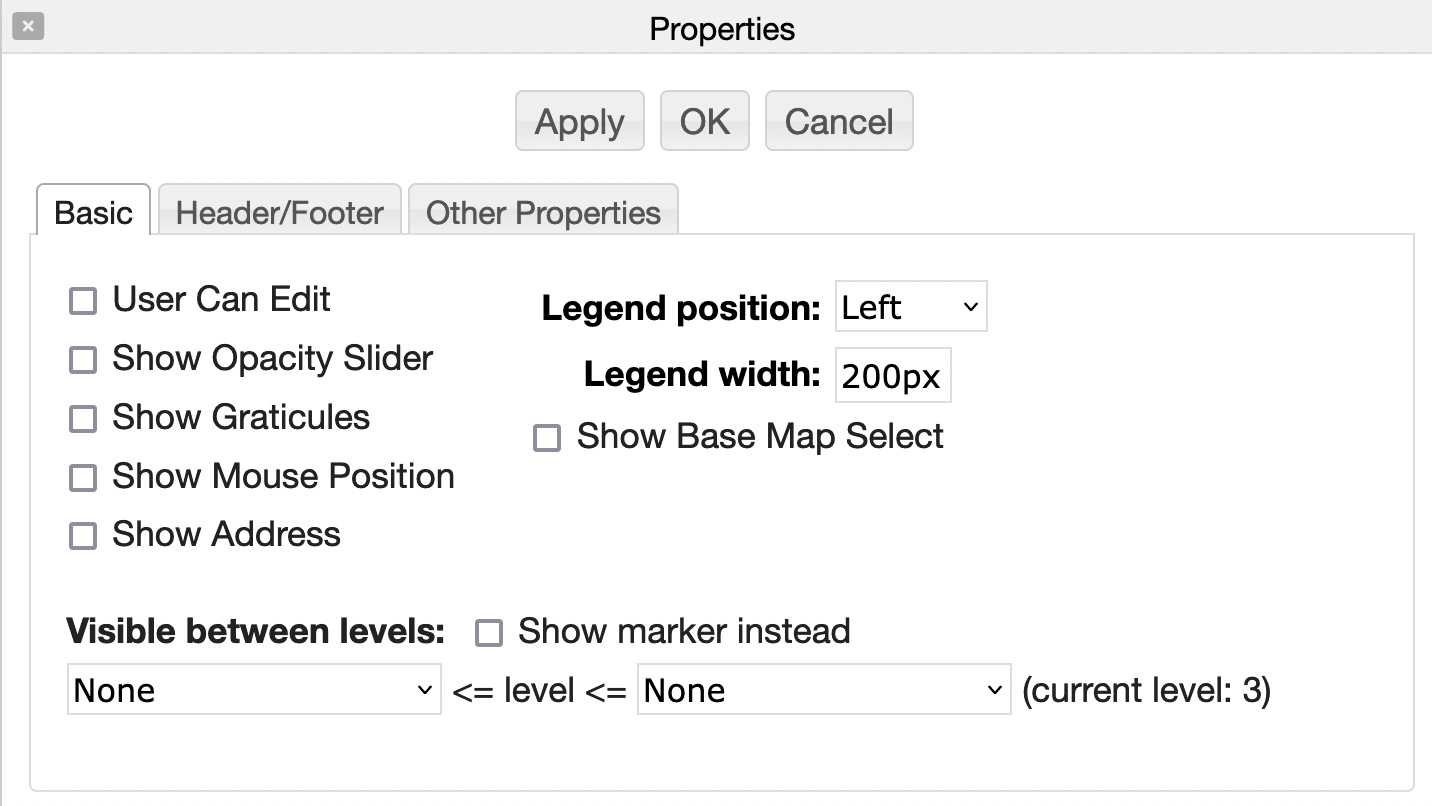 Properties
Apply OK Cancel
Basic Header/Footer Other Properties
User Can Edit
Show Opacity Slider
Show Graticules
Show Mouse Position
Show Address
Legend position: Left
Legend width: 200px
Show Base Map Select
Visible between levels: Show marker instead
None <= level <= None (current level: 3)